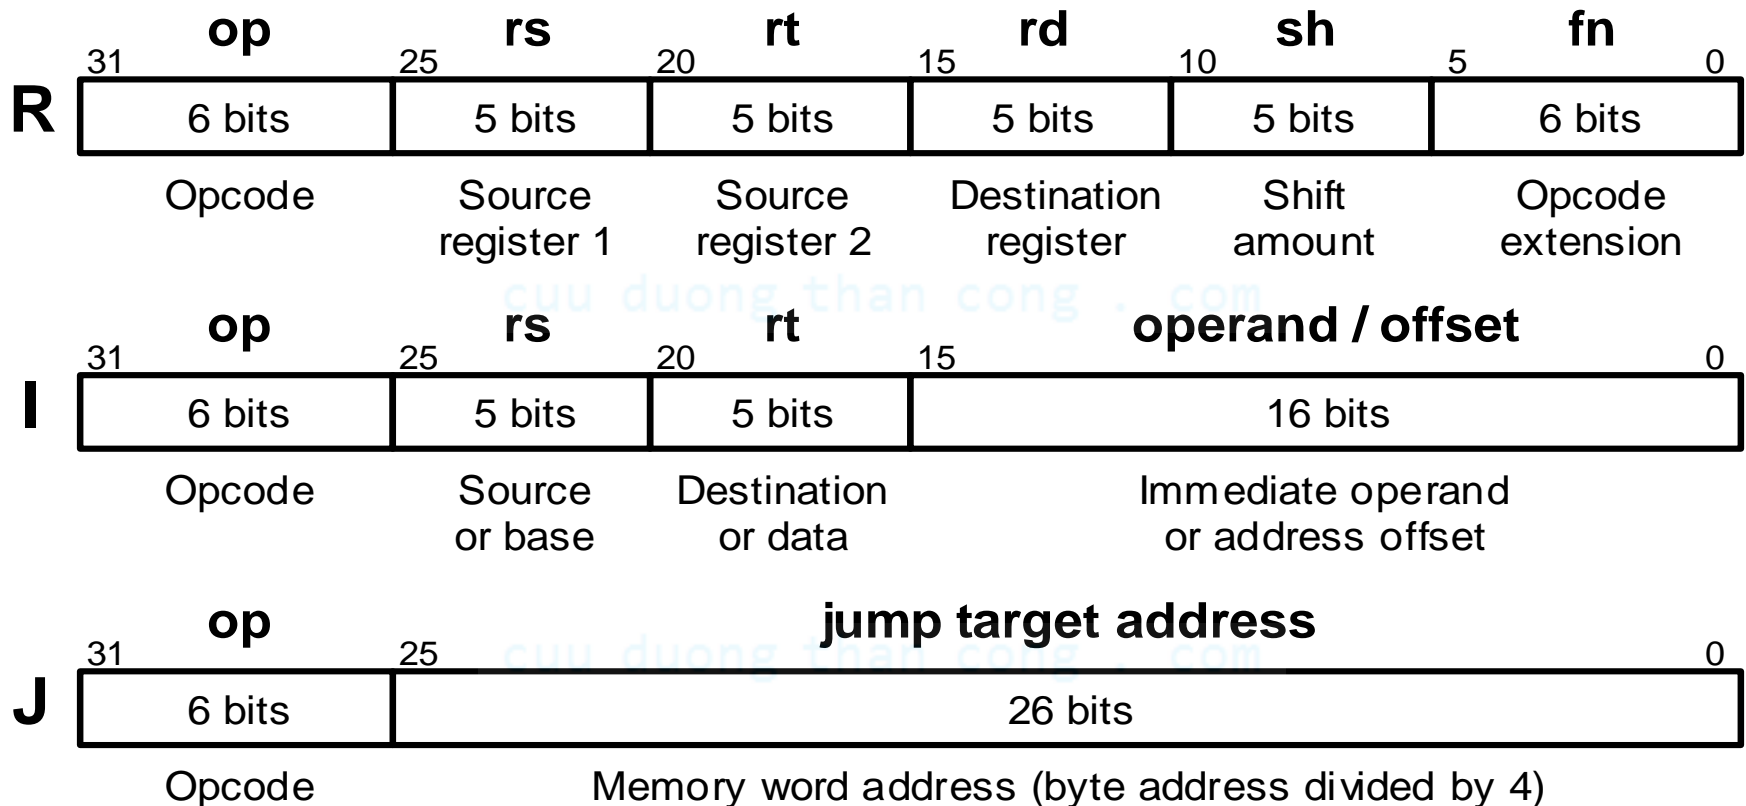 op rs rt rd sh fn
31 25 20 15 10 5 0
R 6 bits 5 bits 5 bits 5 bits 5 bits 6 bits
Opcode Source Source Destination Shift Opcode
register 1 register 2 register amount extension
cuu duong than cong . com
op rs rt operand / offset
31 25 20 15 0
I 6 bits 5 bits 5 bits 16 bits
Opcode Source Destination Immediate operand
or base or data or address offset
op jump target address
31 25 0
cuu duong than cong . com
J 6 bits 26 bits
Opcode Memory word address (byte address divided by 4)